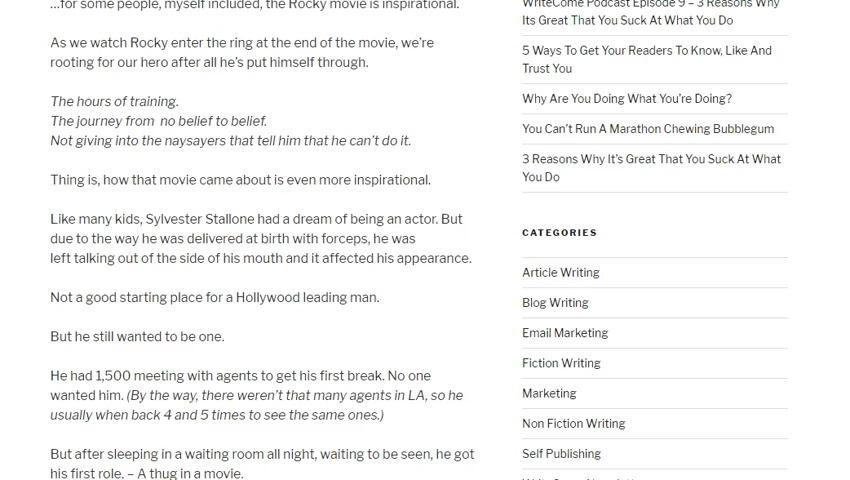 ...for some people, myself included, the Rocky movie is inspirational.
As we watch Rocky enter the ring at the end of the movie, we're
rooting for our hero after all he's put himself through.
The hours of training.
The journey from no belief to belief.
Not giving into the naysayers that tell him that he can't do it.
Thing is, how that movie came about is even more inspirational.
Like many kids, Sylvester Stallone had a dream of being an actor. But
due to the way he was delivered at birth with forceps, he was
left talking out of the side of his mouth and it affected his appearance.
Not a good starting place for a Hollywood leading man.
But he still wanted to be one.
He had 1,500 meeting with agents to get his first break. No one
wanted him. (By the way, there weren't that many agents in LA, so he
usually when back 4 and 5 times to see the same ones.)
But after sleeping in a waiting room all night, waiting to be seen, he got
his first role. – A thug in a movie.
WriteCome Podcast Episode 9 – 3 Reasons Why
Its Great That You Suck At What You Do
5 Ways To Get Your Readers To Know, Like And
Trust You
Why Are You Doing What You're Doing?
You Can't Run A Marathon Chewing Bubblegum
3 Reasons Why It's Great That You Suck At What
You Do
CATEGORIES
Article Writing
Blog Writing
Email Marketing
Fiction Writing
Marketing
Non Fiction Writing
Self Publishing